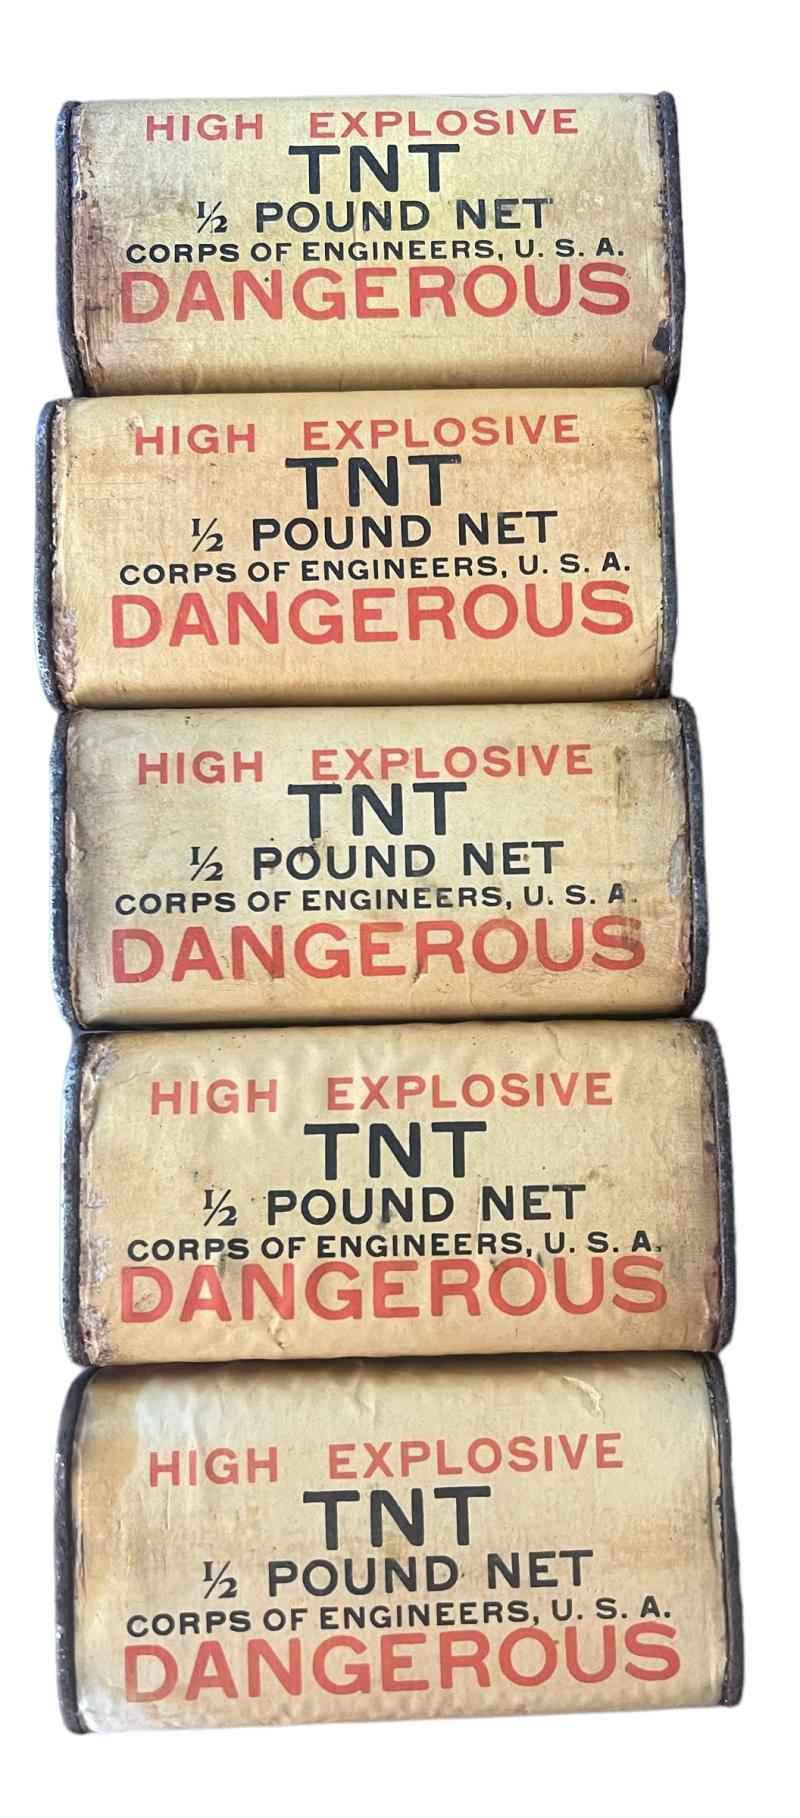 HIGH EXPLOSIVE
TNT
½ POUND NET
CORPS OF ENGINEERS, U. S. A.
DANGEROUS
HIGH EXPLOSIVE
TNT
½ POUND NET
CORPS OF ENGINEERS, U. S. A.
DANGEROUS
HIGH EXPLOSIVE
TNT
½ POUND NET
CORPS OF ENGINEERS, U. S. A.
DANGEROUS
HIGH EXPLOSIVE
TNT
½ POUND NET
CORPS OF ENGINEERS, U. S. A.
DANGEROUS
HIGH EXPLOSIVE
TNT
½ POUND NET
CORPS OF ENGINEERS, U. S. A.
DANGEROUS